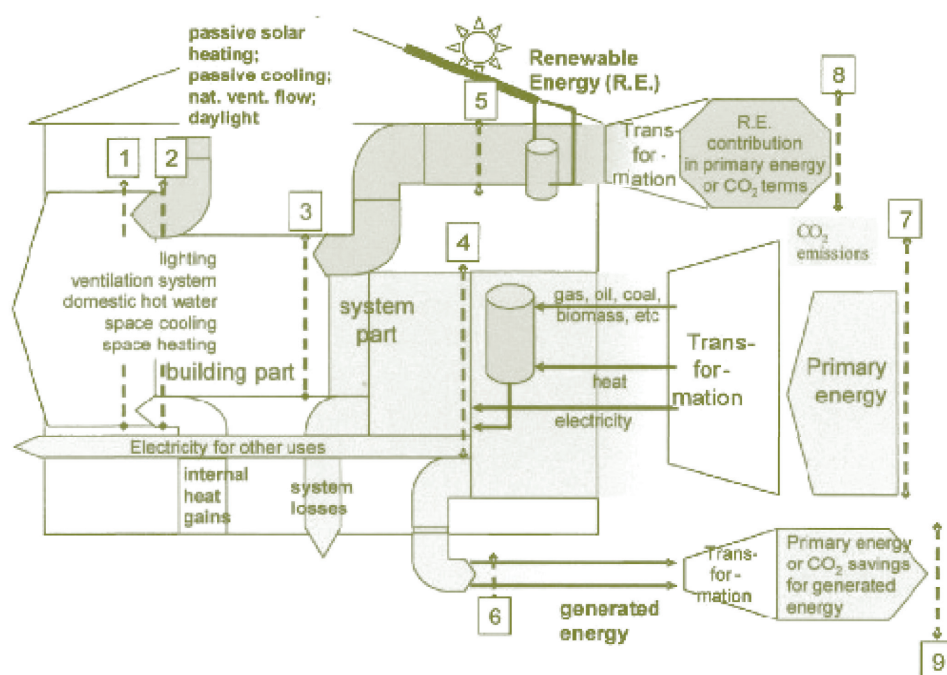 passive solar
heating;
passive cooling;
nat. vent. flow;
daylight
Renewable
Energy (R.E.)
5
8
1
2
3
4
7
Trans-
for-
mation
R.E.
contribution
in primary energy
or CO₂ terms
CO₂
emissions
lighting
ventilation system
domestic hot water
space cooling
space heating
building part
system
part
gas, oil, coal,
biomass, etc
heat
electricity
Trans-
for-
mation
Primary
energy
Electricity for other uses
internal
heat
gains
system
losses
6
generated
energy
Trans-
for-
mation
Primary energy
or CO₂ savings
for generated
energy
9